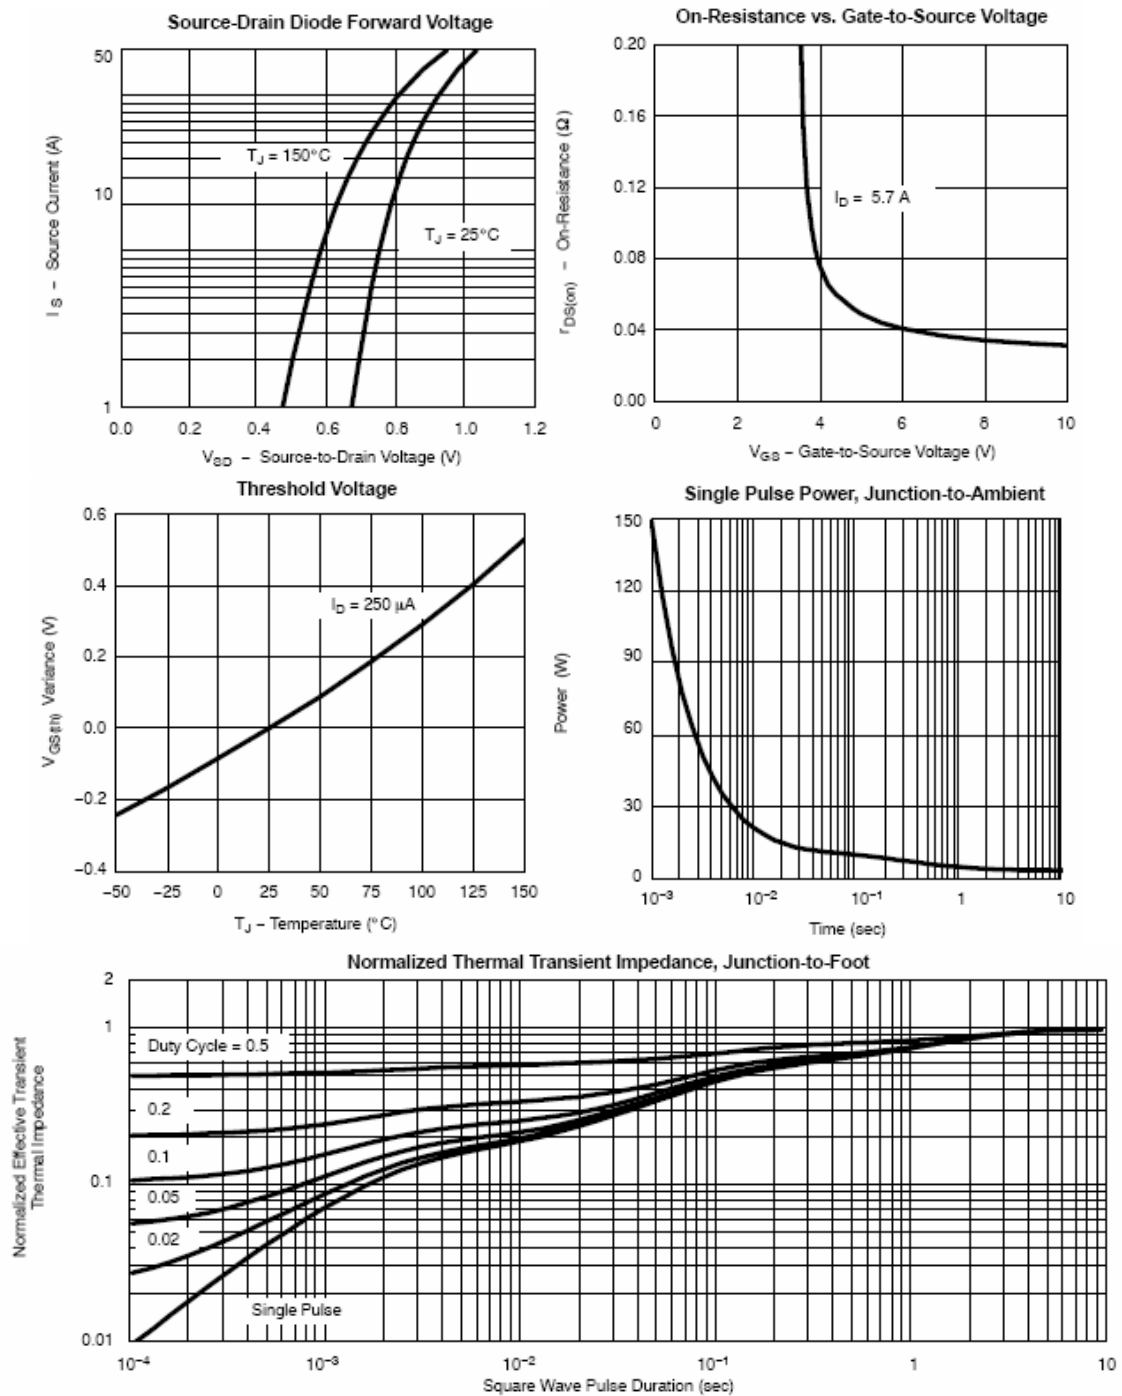 Source-Drain Diode Forward Voltage
50
10
1
I S – Source Current (A)
TJ = 150°C
TJ = 25°C
0.0 0.2 0.4 0.6 0.8 1.0 1.2
VSD – Source-to-Drain Voltage (V)
On-Resistance vs. Gate-to-Source Voltage
0.20
0.16
0.12
0.08
0.04
0.00
rDS(on) – On-Resistance (Ω)
ID = 5.7 A
0 2 4 6 8 10
VGS – Gate-to-Source Voltage (V)
Threshold Voltage
0.6
0.4
0.2
0.0
–0.2
–0.4
VGS(th) Variance (V)
ID = 250 µA
–50 –25 0 25 50 75 100 125 150
TJ – Temperature (°C)
Single Pulse Power, Junction-to-Ambient
150
120
90
60
30
0
Power (W)
10–3 10–2 10–1 1 10
Time (sec)
Normalized Thermal Transient Impedance, Junction-to-Foot
2
1
0.1
0.01
Normalized Effective Transient
Thermal Impedance
Duty Cycle = 0.5
0.2
0.1
0.05
0.02
Single Pulse
10–4 10–3 10–2 10–1 1 10
Square Wave Pulse Duration (sec)